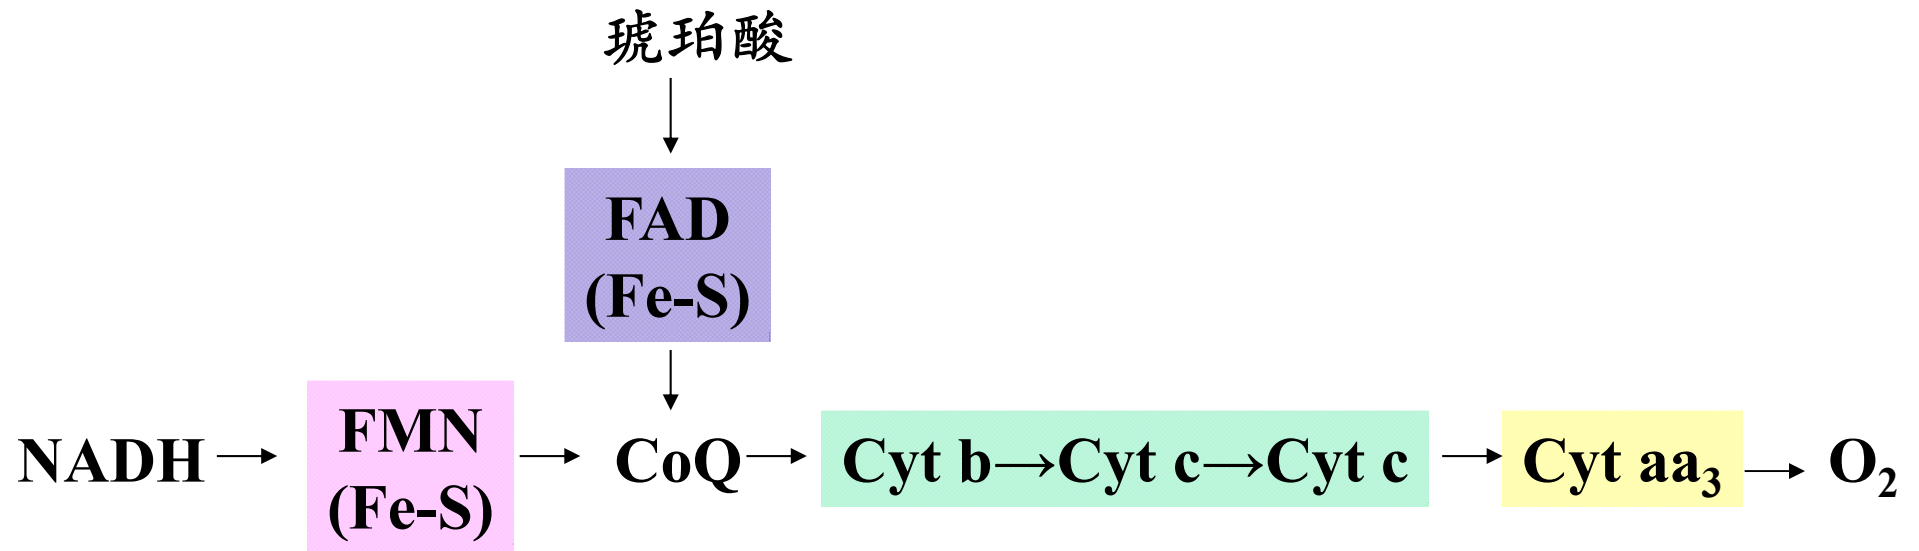 琥珀酸
FAD
(Fe-S)
NADH → FMN (Fe-S) → CoQ → Cyt b→Cyt c→Cyt c → Cyt aa₃ → O₂